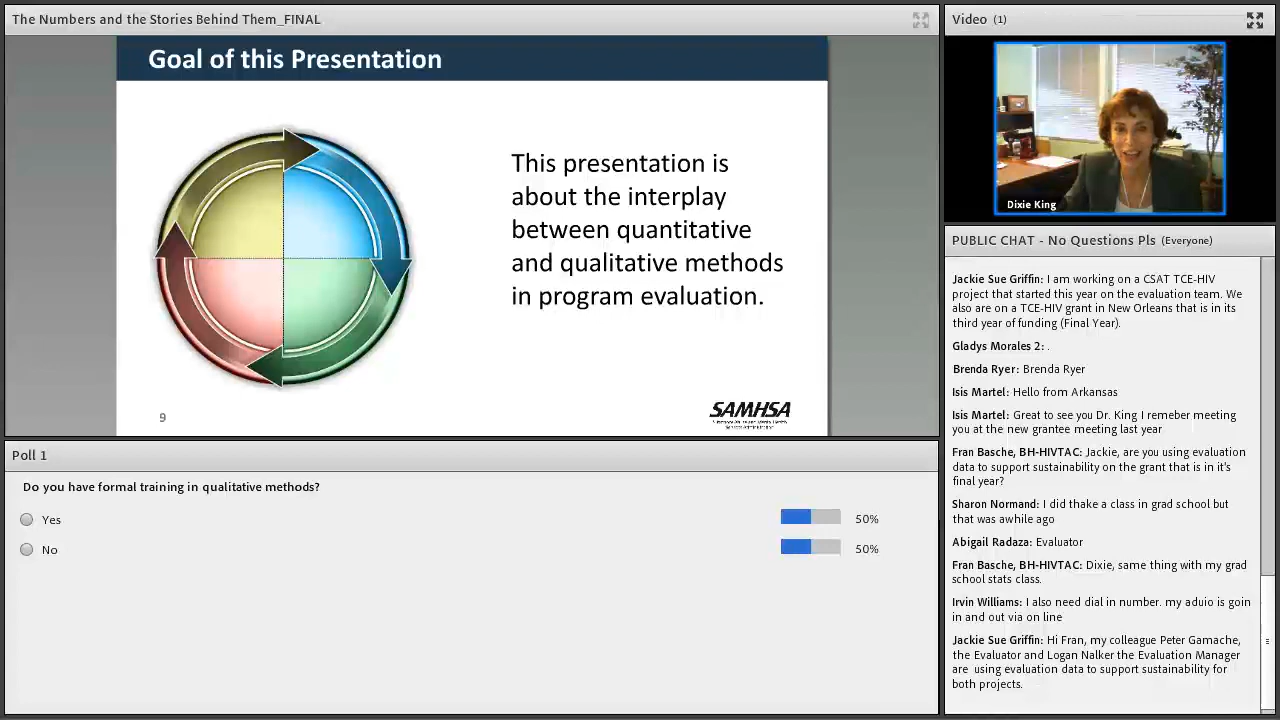 The Numbers and the Stories Behind Them_FINAL
Goal of this Presentation
This presentation is
about the interplay
between quantitative
and qualitative methods
in program evaluation.
9
SAMHSA
Poll 1
Do you have formal training in qualitative methods?
Yes 50%
No 50%
Video (1)
Dixie King
PUBLIC CHAT - No Questions Pls (Everyone)
Jackie Sue Griffin: I am working on a CSAT TCE-HIV
project that started this year on the evaluation team. We
also are on a TCE-HIV grant in New Orleans that is in its
third year of funding (Final Year).
Gladys Morales 2: .
Brenda Ryer: Brenda Ryer
Isis Martel: Hello from Arkansas
Isis Martel: Great to see you Dr. King I remeber meeting
you at the new grantee meeting last year
Fran Basche, BH-HIVTAC: Jackie, are you using evaluation
data to support sustainability on the grant that is in it's
final year?
Sharon Normand: I did thake a class in grad school but
that was awhile ago
Abigail Radaza: Evaluator
Fran Basche, BH-HIVTAC: Dixie, same thing with my grad
school stats class.
Irvin Williams: I also need dial in number. my aduio is goin
in and out via on line
Jackie Sue Griffin: Hi Fran, my colleague Peter Gamache,
the Evaluator and Logan Nalker the Evaluation Manager
are using evaluation data to support sustainability for
both projects.